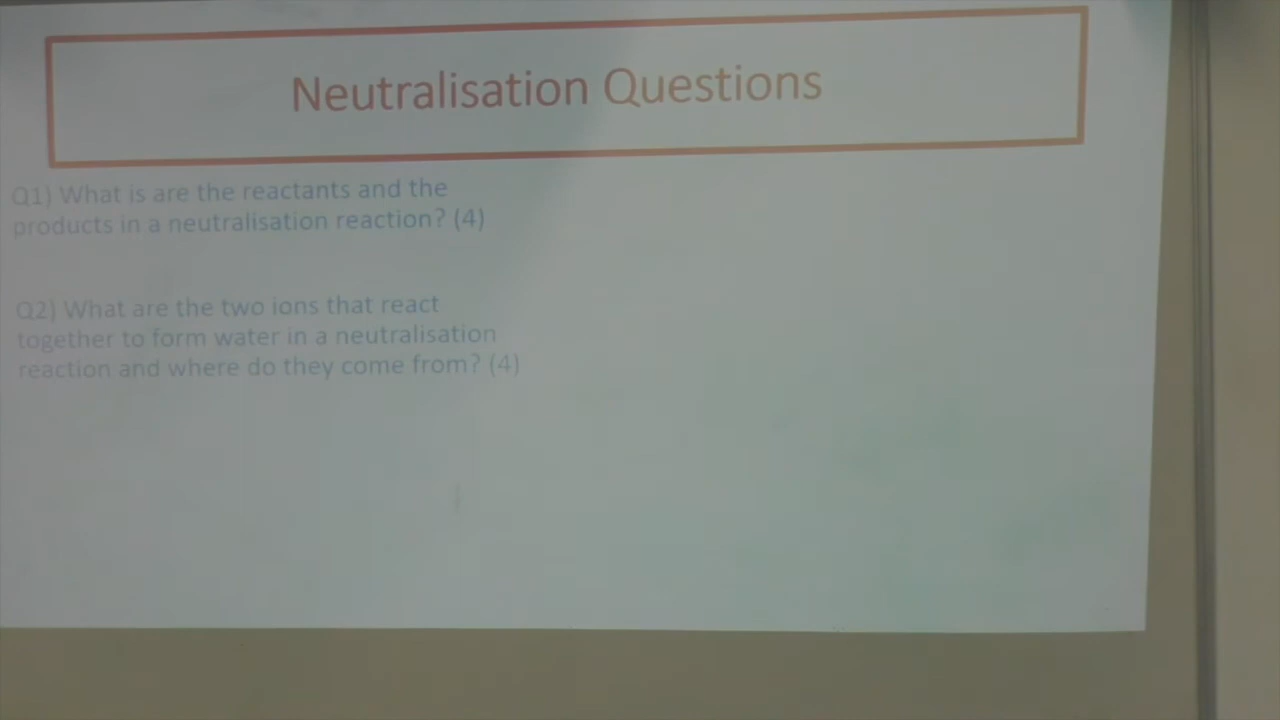 Neutralisation Questions
Q1) What is are the reactants and the
products in a neutralisation reaction? (4)
Q2) What are the two ions that react
together to form water in a neutralisation
reaction and where do they come from? (4)